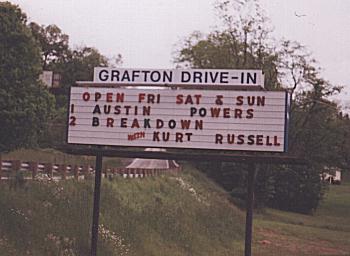 GRAFTON DRIVE-IN
OPEN FRI SAT & SUN
1 AUSTIN POWERS
2 BREAKDOWN
WITH KURT RUSSELL